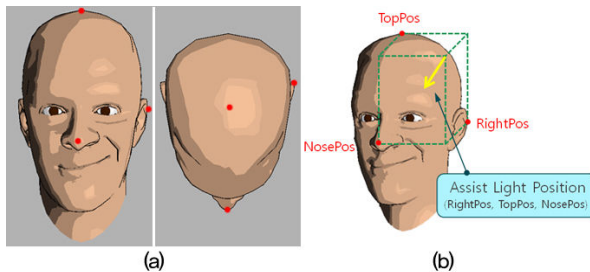 TopPos
RightPos
NosePos
Assist Light Position
(RightPos, TopPos, NosePos)
(a)
(b)